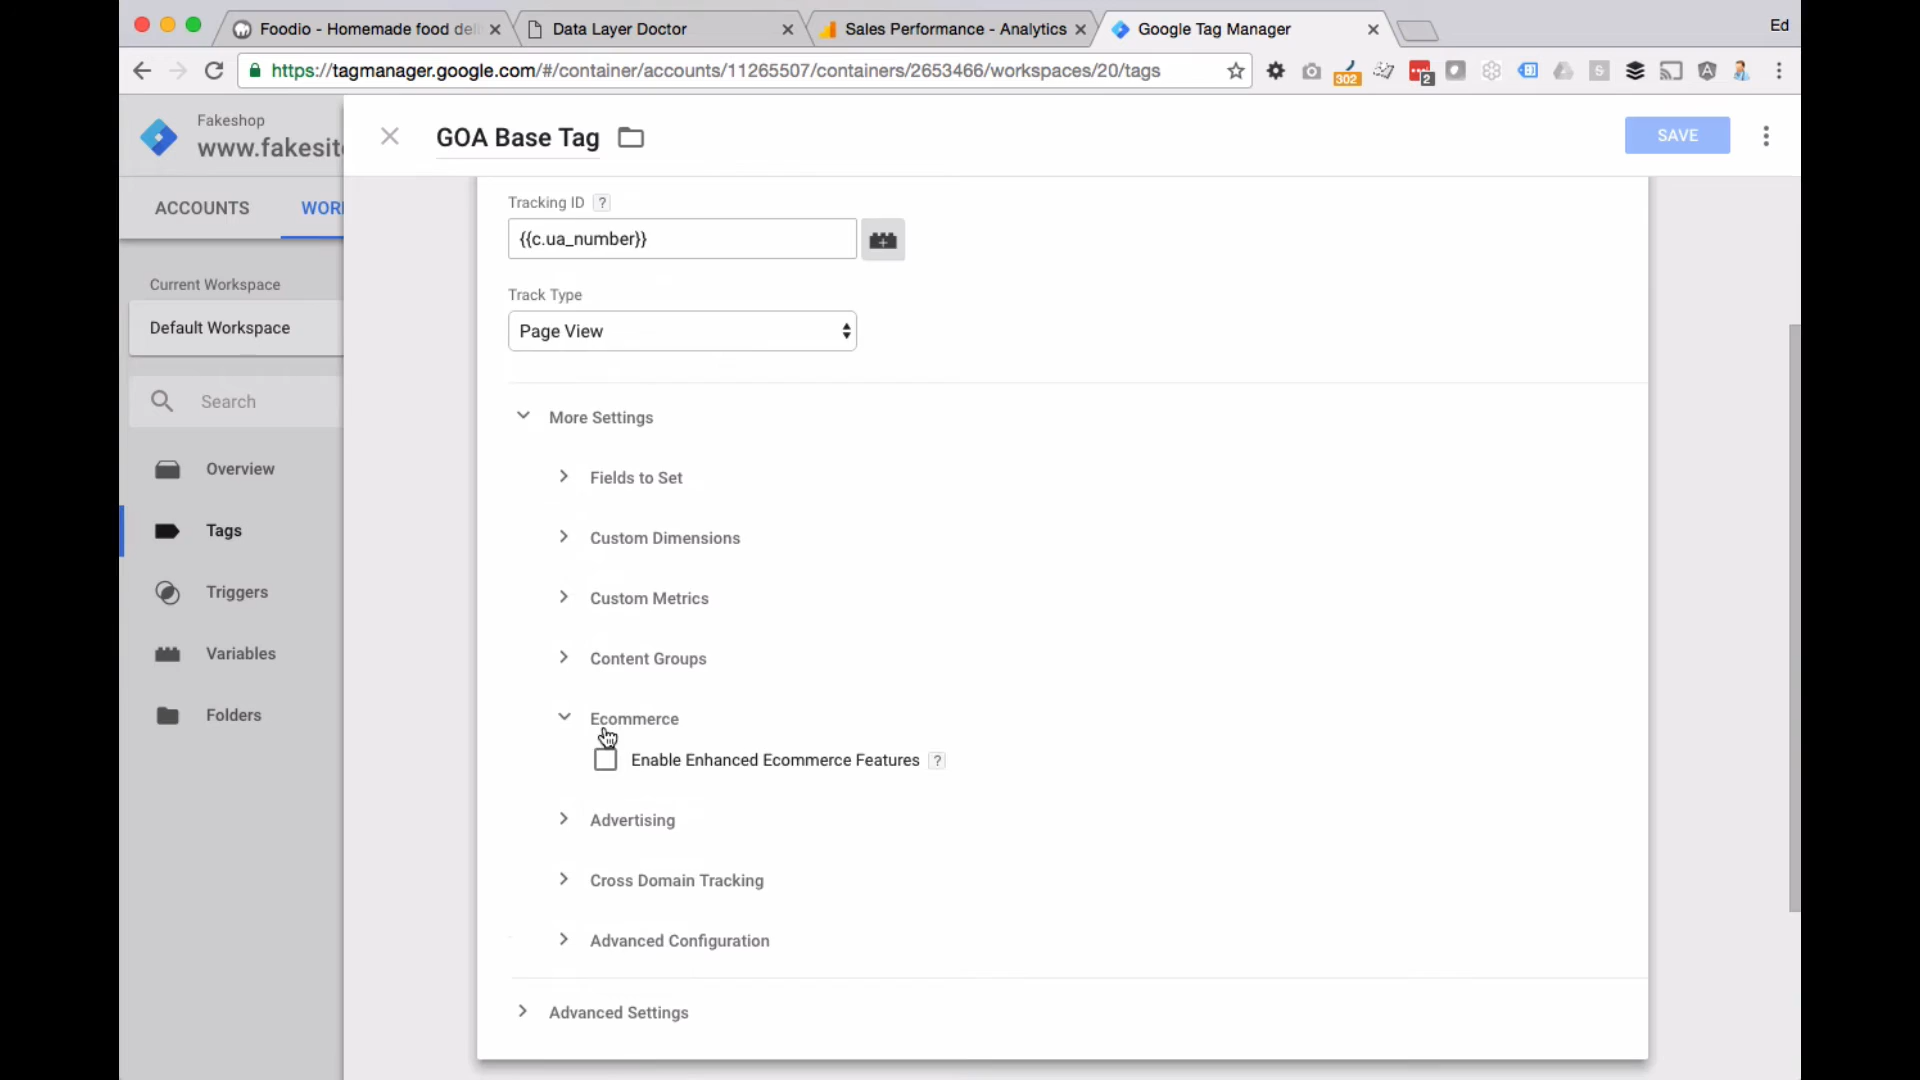 Foodio - Homemade food del
Data Layer Doctor
Sales Performance - Analytics
Google Tag Manager
Ed
https://tagmanager.google.com/#/container/accounts/11265507/containers/2653466/workspaces/20/tags
302
2
S
Fakeshop
www.fakesit
GOA Base Tag
SAVE
ACCOUNTS
WOR
Current Workspace
Default Workspace
Search
Overview
Tags
Triggers
Variables
Folders
Tracking ID ?
{{c.ua_number}}
Track Type
Page View
More Settings
Fields to Set
Custom Dimensions
Custom Metrics
Content Groups
Ecommerce
Enable Enhanced Ecommerce Features ?
Advertising
Cross Domain Tracking
Advanced Configuration
Advanced Settings